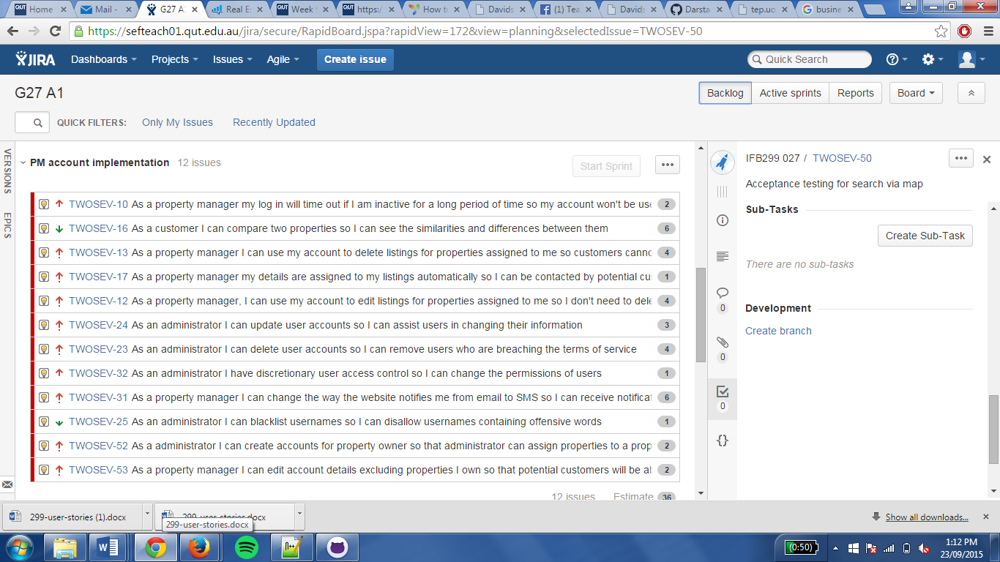 Home
Mail -
G27 A1
Real Es
Week
https:/
How to
Davids
(1) Tea
Davids
Darsta
tep.uo
busine
https://sefteach01.qut.edu.au/jira/secure/RapidBoard.jspa?rapidView=172&view=planning&selectedIssue=TWOSEV-50
JIRA Dashboards Projects Issues Agile Create issue Quick Search
G27 A1 Backlog Active sprints Reports Board
QUICK FILTERS: Only My Issues Recently Updated
VERSIONS
EPICS
PM account implementation 12 issues Start Sprint
TWOSEV-10 As a property manager my log in will time out if I am inactive for a long period of time so my account won't be use 2
TWOSEV-16 As a customer I can compare two properties so I can see the similarities and differences between them 6
TWOSEV-13 As a property manager I can use my account to delete listings for properties assigned to me so customers canno 4
TWOSEV-17 As a property manager my details are assigned to my listings automatically so I can be contacted by potential cu 1
TWOSEV-12 As a property manager, I can use my account to edit listings for properties assigned to me so I don't need to dele 4
TWOSEV-24 As an administrator I can update user accounts so I can assist users in changing their information 3
TWOSEV-23 As an administrator I can delete user accounts so I can remove users who are breaching the terms of service 4
TWOSEV-32 As an administrator I have discretionary user access control so I can change the permissions of users 1
TWOSEV-31 As a property manager I can change the way the website notifies me from email to SMS so I can receive notificat 6
TWOSEV-25 As an administrator I can blacklist usernames so I can disallow usernames containing offensive words 1
TWOSEV-52 As a administrator I can create accounts for property owner so that administrator can assign properties to a prop 2
TWOSEV-53 As a property manager I can edit account details excluding properties I own so that potential customers will be al 2
12 issues Estimate 36
IFB299 027 / TWOSEV-50
Acceptance testing for search via map
Sub-Tasks
Create Sub-Task
There are no sub-tasks
Development
Create branch
0
0
0
299-user-stories (1).docx
299-user-stories.docx
299-user-stories.docx
Show all downloads...
(0:50)
1:12 PM
23/09/2015